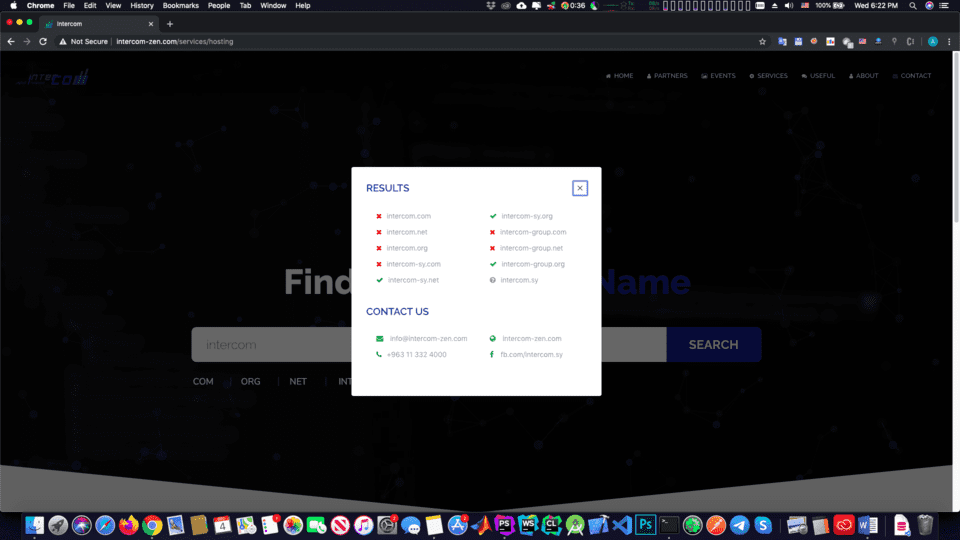 Chrome File Edit View History Bookmarks People Tab Window Help 0:36 100% Wed 6:22 PM
Intercom
Not Secure | intercom-zen.com/services/hosting
INTERCOM HOME PARTNERS EVENTS SERVICES USEFUL ABOUT CONTACT
RESULTS
intercom.com intercom-sy.org
intercom.net intercom-group.com
intercom.org intercom-group.net
intercom-sy.com intercom-group.org
intercom-sy.net intercom.sy
Find Name
CONTACT US
info@intercom-zen.com intercom-zen.com
+963 11 332 4000 fb.com/intercom.sy
intercom SEARCH
COM | ORG | NET | INT